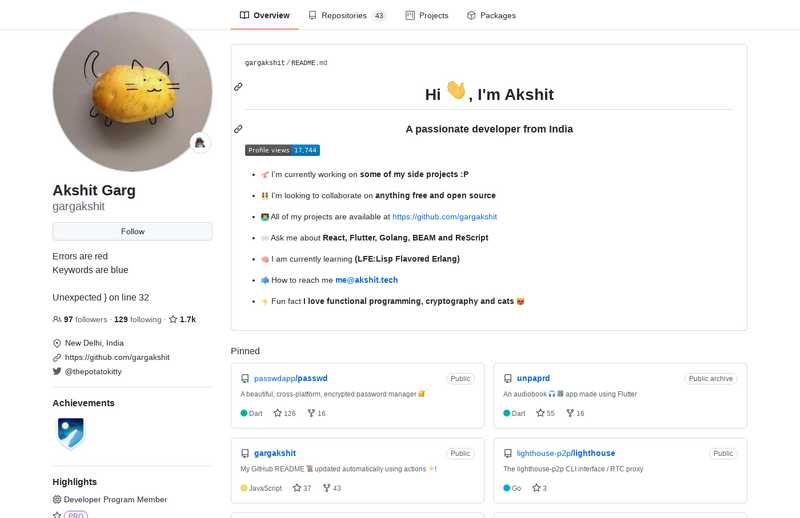 Overview
Repositories 43
Projects
Packages
Akshit Garg
gargakshit
Follow
Errors are red
Keywords are blue
Unexpected } on line 32
97 followers · 129 following · 1.7k
New Delhi, India
https://github.com/gargakshit
@thepotatokitty
Achievements
Highlights
Developer Program Member
PRO
gargakshit / README.md
Hi 👋, I'm Akshit
A passionate developer from India
Profile views 17,744
I'm currently working on some of my side projects :P
I'm looking to collaborate on anything free and open source
All of my projects are available at https://github.com/gargakshit
Ask me about React, Flutter, Golang, BEAM and ReScript
I am currently learning (LFE:Lisp Flavored Erlang)
How to reach me me@akshit.tech
Fun fact I love functional programming, cryptography and cats
Pinned
passwdapp/passwd Public
A beautiful, cross-platform, encrypted password manager
Dart 126 16
unpaprd Public archive
An audiobook app made using Flutter
Dart 55 16
gargakshit Public
My GitHub README updated automatically using actions !
JavaScript 37 43
lighthouse-p2p/lighthouse Public
The lighthouse-p2p CLI interface / RTC proxy
Go 3